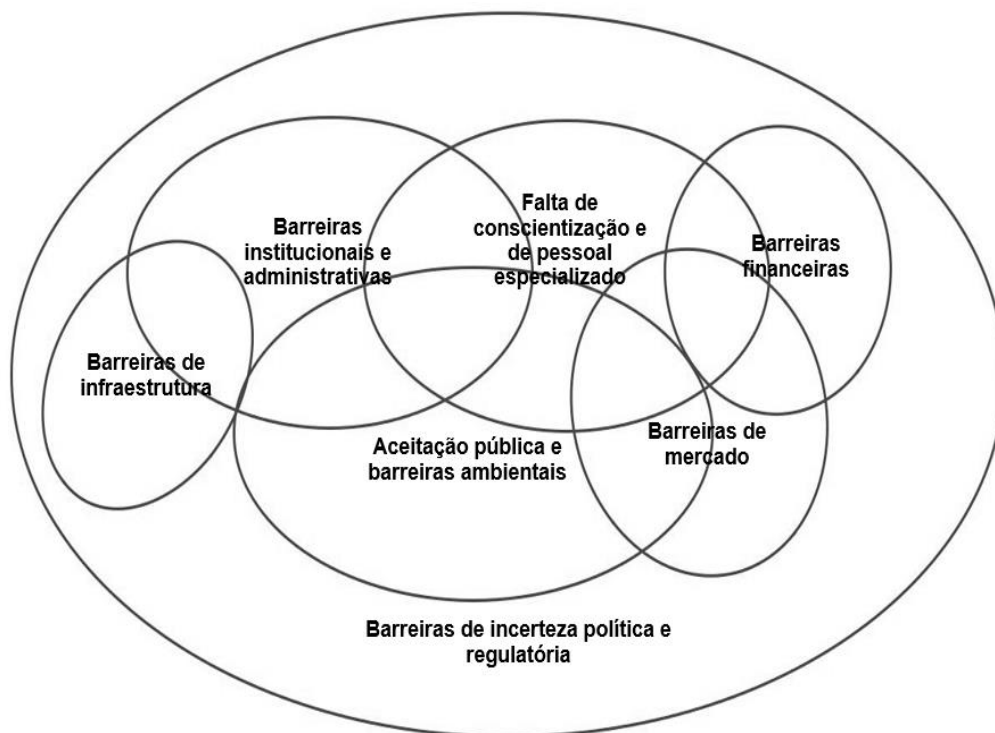 Barreiras
institucionais e
administrativas
Falta de
conscientização e
de pessoal
especializado
Barreiras
financeiras
Barreiras de
infraestrutura
Aceitação pública e
barreiras ambientais
Barreiras de
mercado
Barreiras de incerteza política e
regulatória